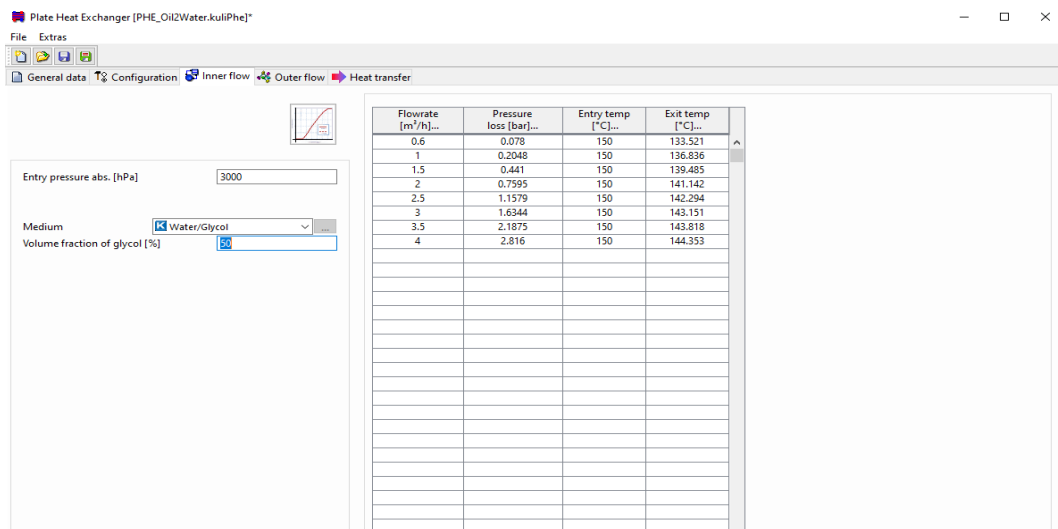 Plate Heat Exchanger [PHE_Oil2Water.kuliPhe]*
File Extras
General data Configuration Inner flow Outer flow Heat transfer
Flowrate [m³/h]... Pressure loss [bar]... Entry temp [°C]... Exit temp [°C]...
0.6 0.078 150 133.521
1 0.2048 150 136.836
1.5 0.441 150 139.485
2 0.7595 150 141.142
2.5 1.1579 150 142.294
3 1.6344 150 143.151
3.5 2.1875 150 143.818
4 2.816 150 144.353
Entry pressure abs. [hPa] 3000
Medium K Water/Glycol ...
Volume fraction of glycol [%] 50